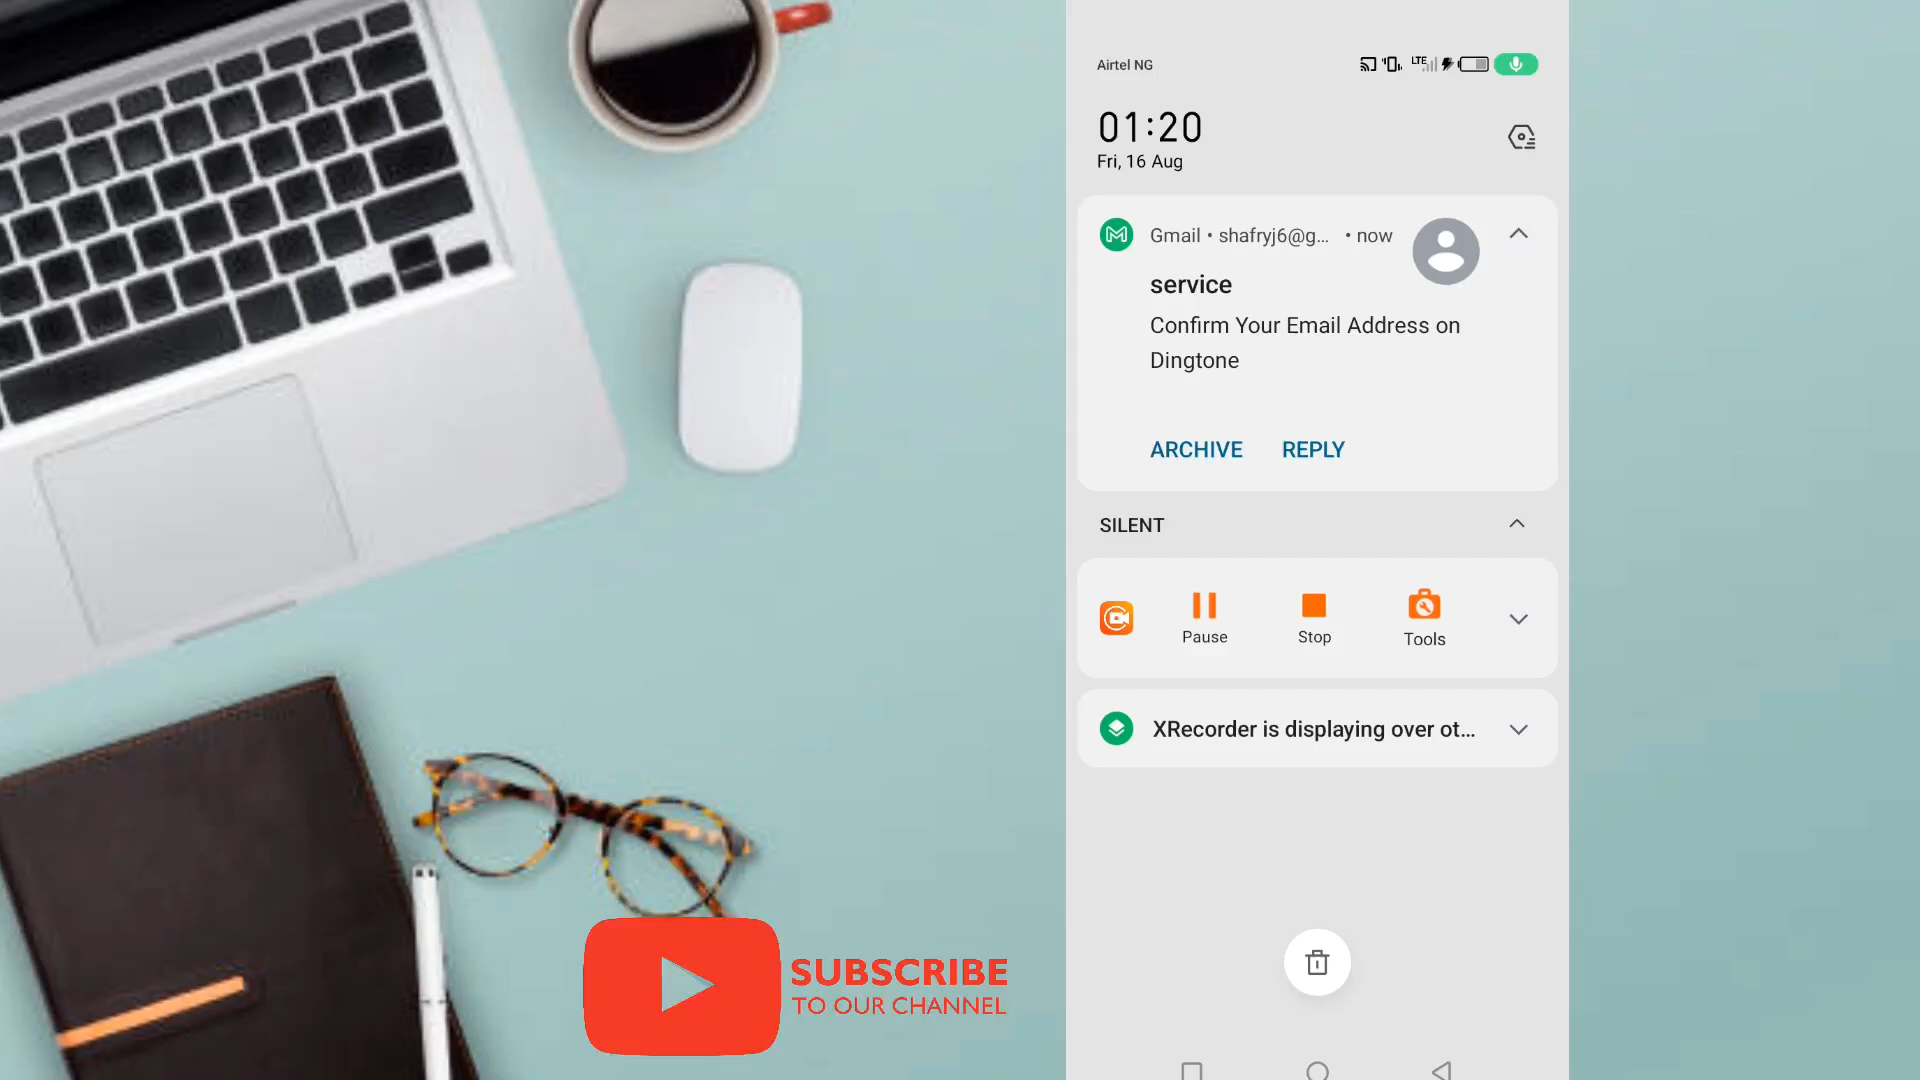 Airtel NG
LTE
01:20
Fri, 16 Aug
Gmail • shafryj6@g... • now
service
Confirm Your Email Address on
Dingtone
ARCHIVE REPLY
SILENT
Pause Stop Tools
XRecorder is displaying over ot...
SUBSCRIBE
TO OUR CHANNEL